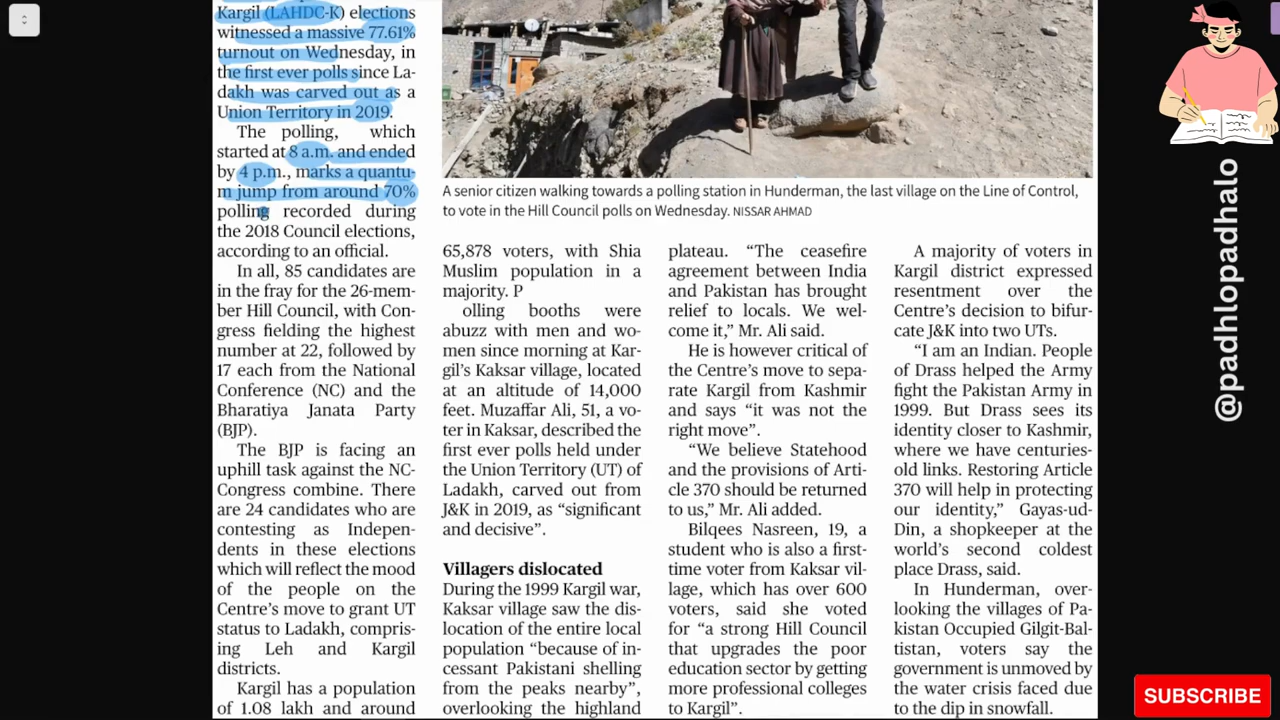 Kargil (LAHDC-K) elections
witnessed a massive 77.61%
turnout on Wednesday, in
the first ever polls since La-
dakh was carved out as a
Union Territory in 2019.
The polling, which
started at 8 a.m. and ended
by 4 p.m., marks a quantu-
m jump from around 70%
polling recorded during
the 2018 Council elections,
according to an official.
In all, 85 candidates are
in the fray for the 26-mem-
ber Hill Council, with Con-
gress fielding the highest
number at 22, followed by
17 each from the National
Conference (NC) and the
Bharatiya Janata Party
(BJP).
The BJP is facing an
uphill task against the NC-
Congress combine. There
are 24 candidates who are
contesting as Indepen-
dents in these elections
which will reflect the mood
of the people on the
Centre's move to grant UT
status to Ladakh, compris-
ing Leh and Kargil
districts.
Kargil has a population
of 1.08 lakh and around
A senior citizen walking towards a polling station in Hunderman, the last village on the Line of Control,
to vote in the Hill Council polls on Wednesday. NISSAR AHMAD
65,878 voters, with Shia
Muslim population in a
majority. P
olling booths were
abuzz with men and wo-
men since morning at Kar-
gil's Kaksar village, located
at an altitude of 14,000
feet. Muzaffar Ali, 51, a vo-
ter in Kaksar, described the
first ever polls held under
the Union Territory (UT) of
Ladakh, carved out from
J&K in 2019, as "significant
and decisive".
Villagers dislocated
During the 1999 Kargil war,
Kaksar village saw the dis-
location of the entire local
population "because of in-
cessant Pakistani shelling
from the peaks nearby",
overlooking the highland
plateau. "The ceasefire
agreement between India
and Pakistan has brought
relief to locals. We wel-
come it," Mr. Ali said.
He is however critical of
the Centre's move to sepa-
rate Kargil from Kashmir
and says "it was not the
right move".
"We believe Statehood
and the provisions of Arti-
cle 370 should be returned
to us," Mr. Ali added.
Bilqees Nasreen, 19, a
student who is also a first-
time voter from Kaksar vil-
lage, which has over 600
voters, said she voted
for "a strong Hill Council
that upgrades the poor
education sector by getting
more professional colleges
to Kargil".
A majority of voters in
Kargil district expressed
resentment over the
Centre's decision to bifur-
cate J&K into two UTs.
"I am an Indian. People
of Drass helped the Army
fight the Pakistan Army in
1999. But Drass sees its
identity closer to Kashmir,
where we have centuries-
old links. Restoring Article
370 will help in protecting
our identity," Gayas-ud-
Din, a shopkeeper at the
world's second coldest
place Drass, said.
In Hunderman, over-
looking the villages of Pa-
kistan Occupied Gilgit-Bal-
tistan, voters say the
government is unmoved by
the water crisis faced due
to the dip in snowfall.
@padhlopadhalo
SUBSCRIBE